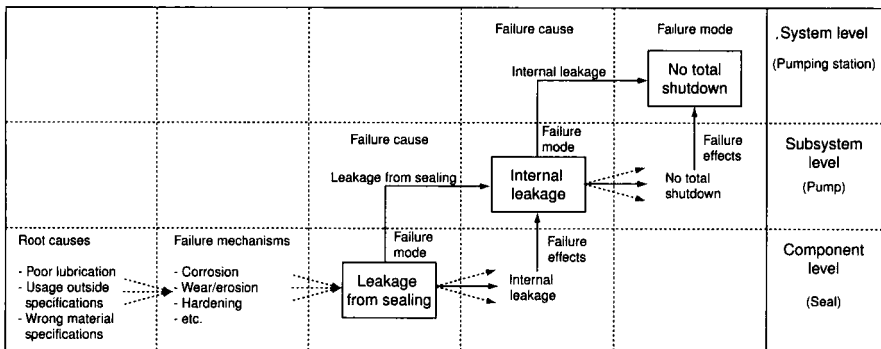 Failure cause
Failure mode
System level
(Pumping station)
Internal leakage
No total
shutdown
Failure cause
Failure
mode
Failure
effects
Subsystem
level
(Pump)
Leakage from sealing
Internal
leakage
No total
shutdown
Root causes
Failure mechanisms
Failure
mode
Failure
effects
Component
level
(Seal)
- Poor lubrication
- Usage outside
specifications
- Wrong material
specifications
- Corrosion
- Wear/erosion
- Hardening
- etc.
Leakage
from sealing
Internal
leakage